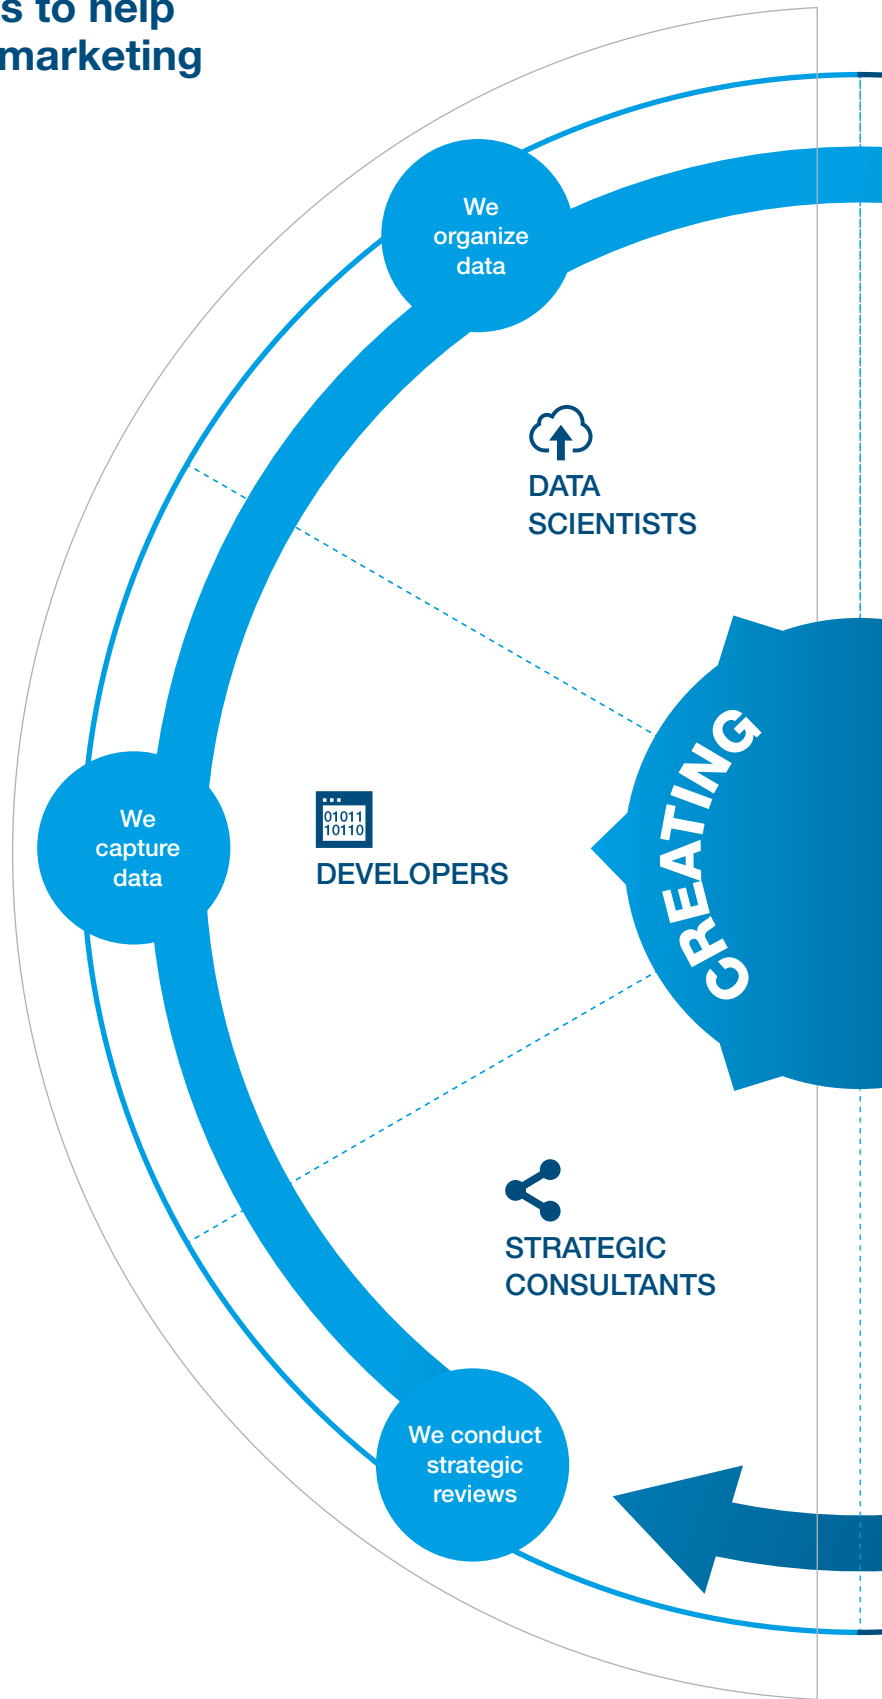 s to help
marketing
We
organize
data
DATA
SCIENTISTS
CREATING
We
capture
data
01011
10110
DEVELOPERS
STRATEGIC
CONSULTANTS
We conduct
strategic
reviews